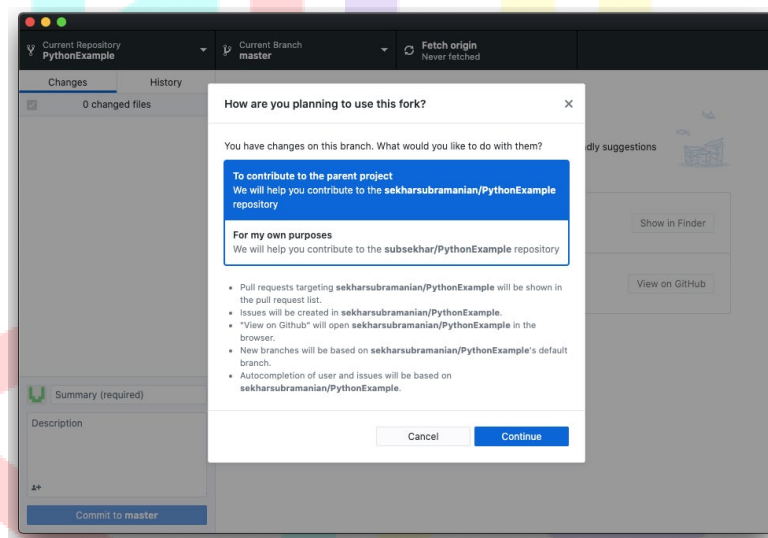 Current Repository
PythonExample
Current Branch
master
Fetch origin
Never fetched
Changes
History
0 changed files
How are you planning to use this fork?
You have changes on this branch. What would you like to do with them?
To contribute to the parent project
We will help you contribute to the sekharsubramanian/PythonExample
repository
For my own purposes
We will help you contribute to the subsekhar/PythonExample repository
• Pull requests targeting sekharsubramanian/PythonExample will be shown in
the pull request list.
• Issues will be created in sekharsubramanian/PythonExample.
• "View on Github" will open sekharsubramanian/PythonExample in the
browser.
• New branches will be based on sekharsubramanian/PythonExample's default
branch.
• Autocompletion of user and issues will be based on
sekharsubramanian/PythonExample.
Cancel
Continue
suggestions
Show in Finder
View on GitHub
Summary (required)
Description
Commit to master